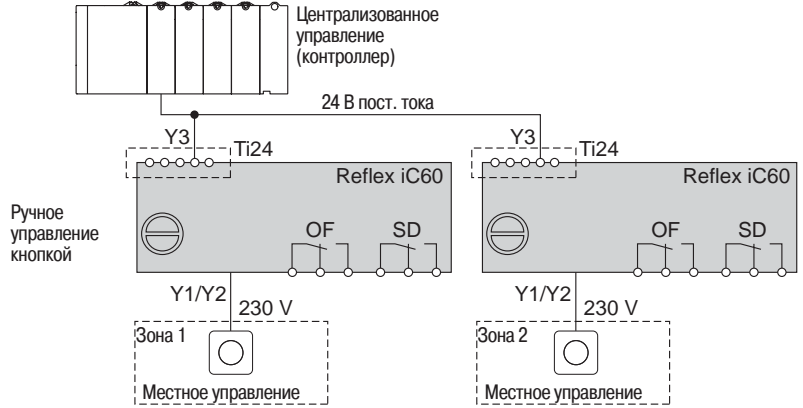 Централизованное
управление
(контроллер)
24 В пост. тока
Y3
Ti24
Y3
Ti24
Reflex iC60
Reflex iC60
Ручное
управление
кнопкой
OF
SD
OF
SD
Y1/Y2
230 V
Y1/Y2
230 V
Зона 1
Зона 2
Местное управление
Местное управление